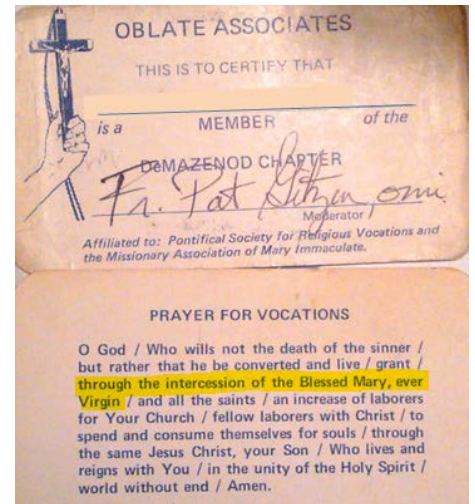 OBLATE ASSOCIATES
THIS IS TO CERTIFY THAT
is a MEMBER of the
DeMAZENOD CHAPTER
Fr. Pat Gitzen, omi
Moderator
Affiliated to: Pontifical Society for Religious Vocations and
the Missionary Association of Mary Immaculate.
PRAYER FOR VOCATIONS
O God / Who wills not the death of the sinner /
but rather that he be converted and live / grant /
through the intercession of the Blessed Mary, ever
Virgin / and all the saints / an increase of laborers
for Your Church / fellow laborers with Christ / to
spend and consume themselves for souls / through
the same Jesus Christ, your Son / Who lives and
reigns with You / in the unity of the Holy Spirit /
world without end / Amen.